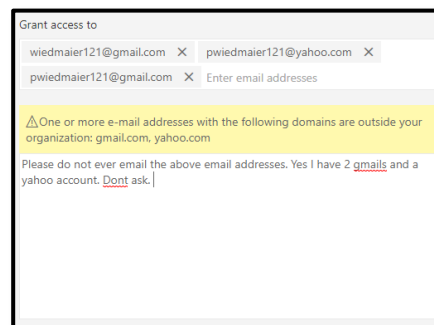 Grant access to
wiedmaier121@gmail.com X pwiedmaier121@yahoo.com X
pwiedmaier121@gmail.com X Enter email addresses
⚠One or more e-mail addresses with the following domains are outside your
organization: gmail.com, yahoo.com
Please do not ever email the above email addresses. Yes I have 2 gmails and a
yahoo account. Dont ask.